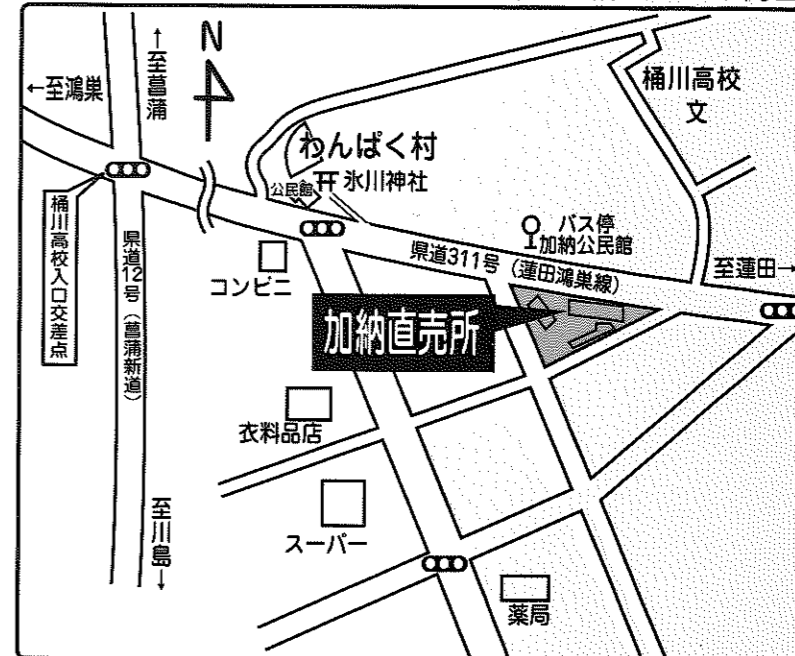 N
←至鴻巣
↑至菖蒲
桶川高校
文
わんぱく村
公民館
氷川神社
桶川高校入口交差点
県道12号（菖蒲新道）
バス停
加納公民館
県道311号（蓮田鴻巣線）
至蓮田→
コンビニ
加納直売所
衣料品店
スーパー
至川島→
薬局